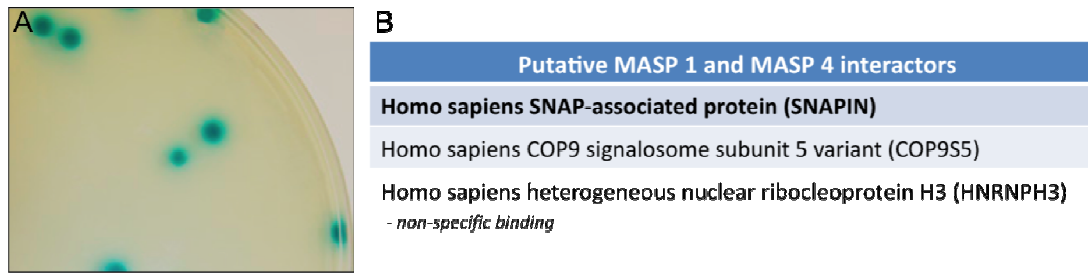 A
B
Putative MASP 1 and MASP 4 interactors
Homo sapiens SNAP-associated protein (SNAPIN)
Homo sapiens COP9 signalosome subunit 5 variant (COP9S5)
Homo sapiens heterogeneous nuclear ribocleoprotein H3 (HNRNPH3)
- non-specific binding